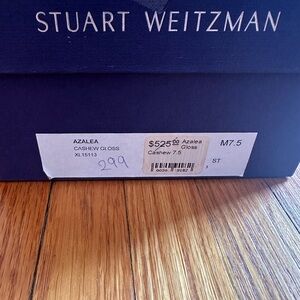 STUART WEITZMAN
AZALEA
CASHEW GLOSS
XL15113
299
$525.00 Azalea
Gloss
Cashew 7.5
M7.5
ST